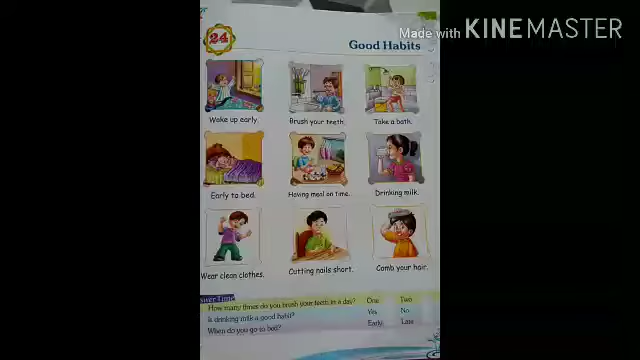 Made with KINEMASTER
24
Good Habits
Wake up early.
Brush your teeth.
Take a bath.
Early to bed.
Having meal on time.
Drinking milk.
Wear clean clothes.
Cutting nails short.
Comb your hair.
Time
How many times do you brush your teeth in a day? One Two
Is drinking milk a good habit? Yes No
When do you go to bed? Early Late